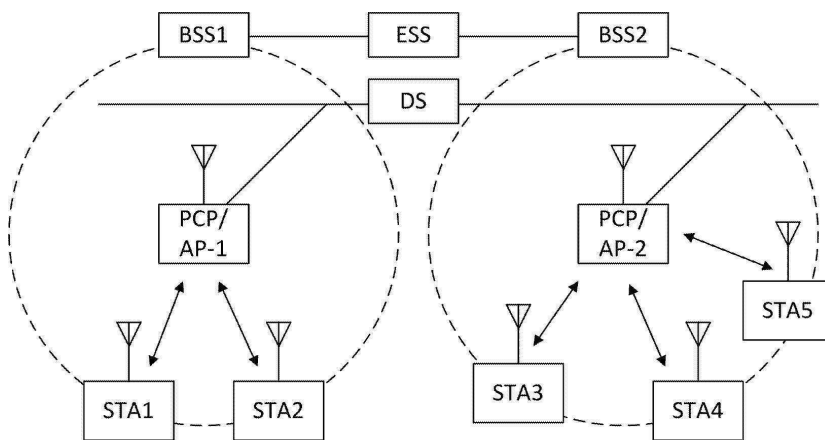 BSS1
ESS
BSS2
DS
PCP/
AP-1
PCP/
AP-2
STA1
STA2
STA3
STA4
STA5